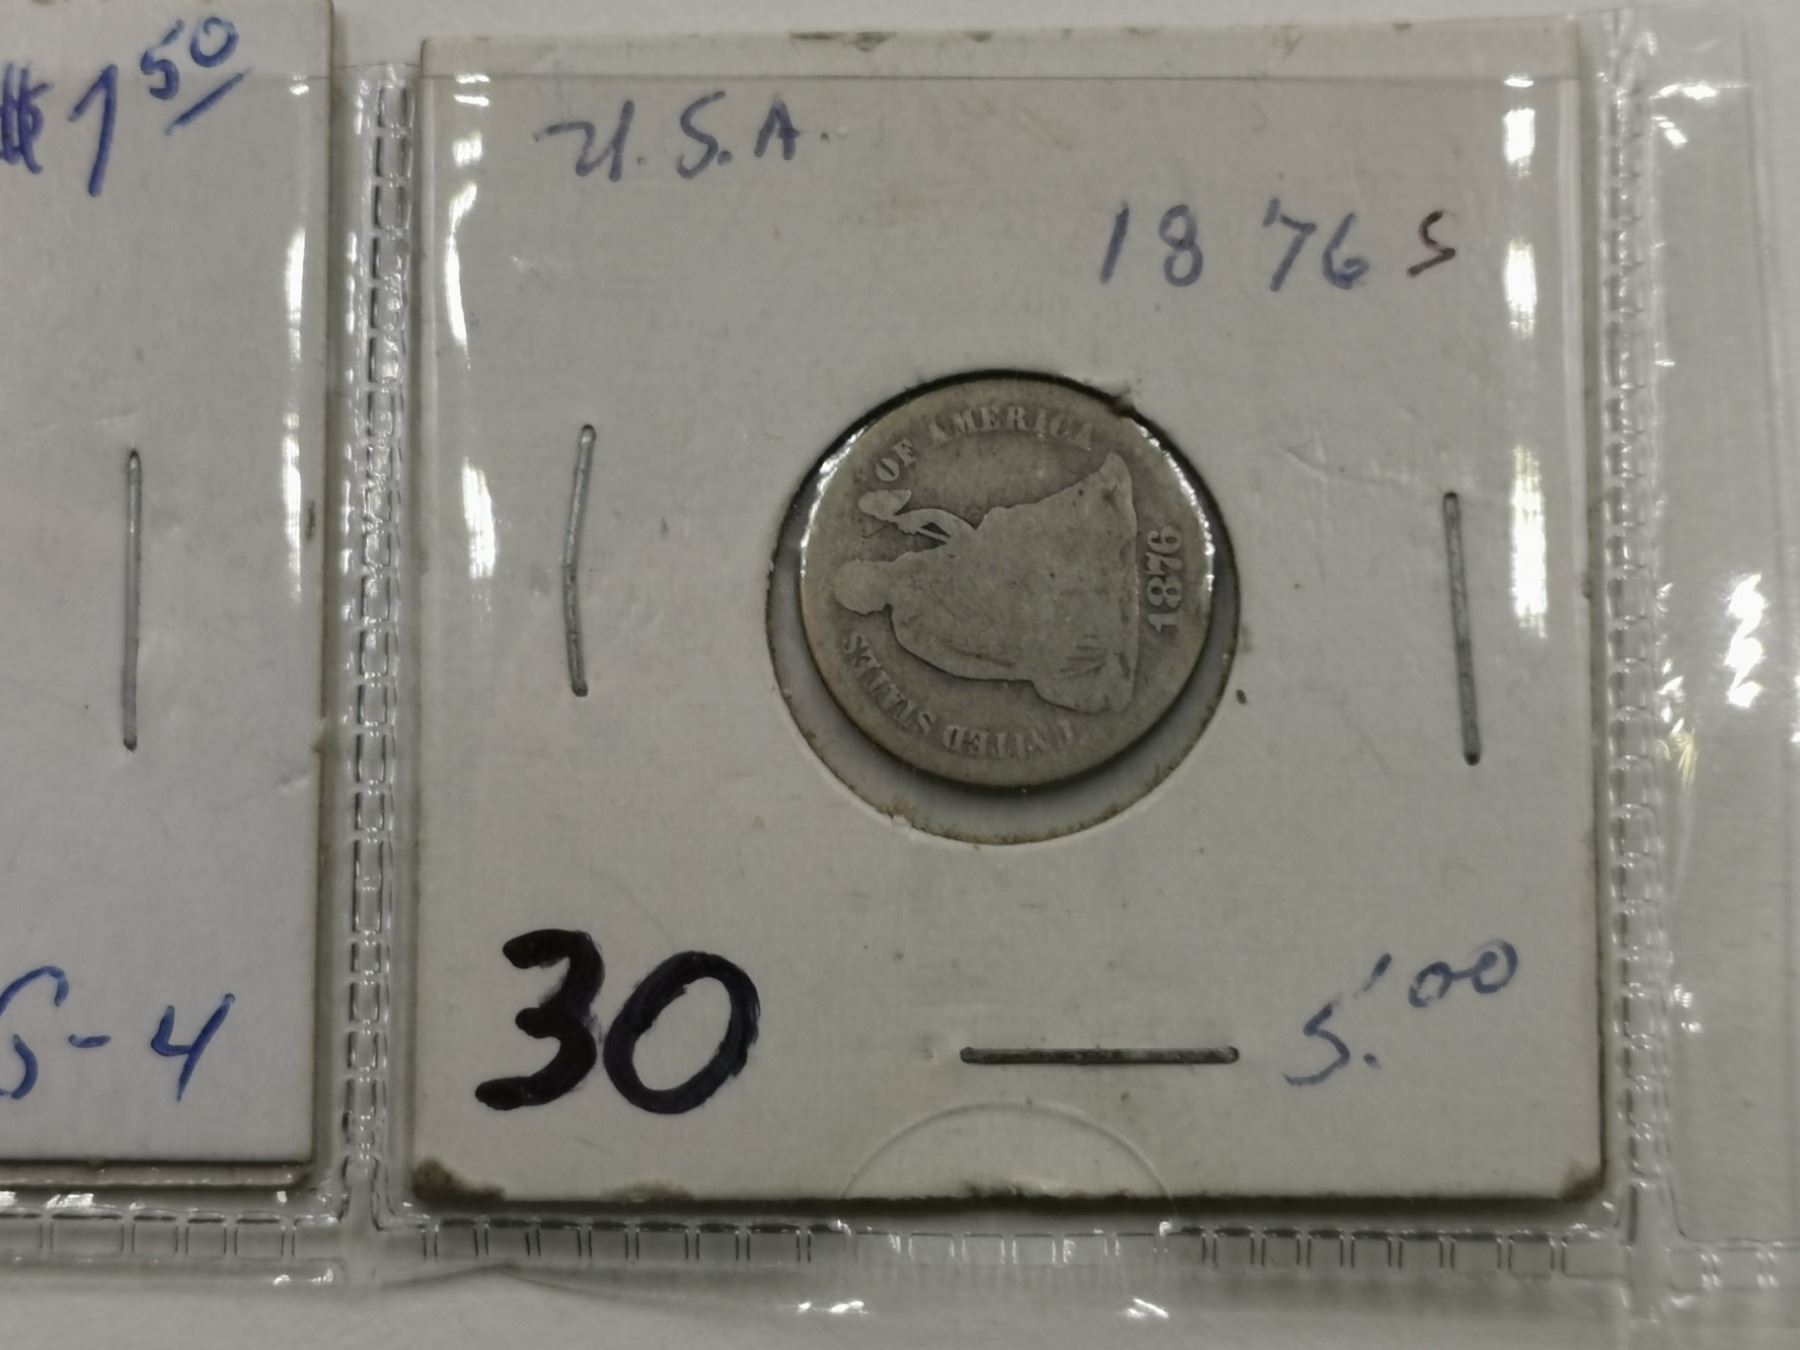 $1 50
S-4
U.S.A.
1876 S
OF AMERICA
1876
UNITED STATES
30
5.00